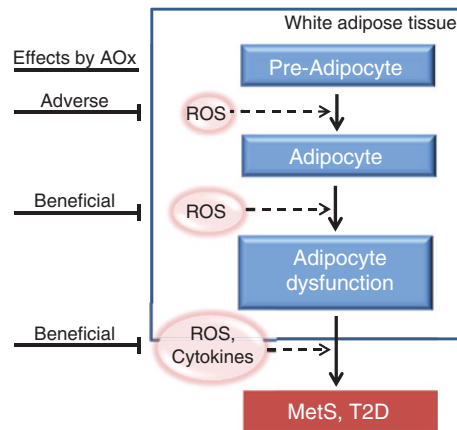 White adipose tissue
Effects by AOx
Pre-Adipocyte
Adverse
ROS
Adipocyte
Beneficial
ROS
Adipocyte
dysfunction
Beneficial
ROS,
Cytokines
MetS, T2D